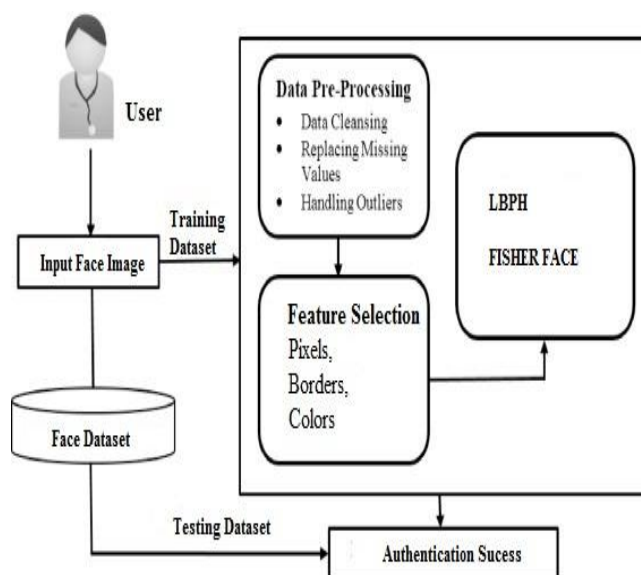 User
Training
Dataset
Input Face Image
Face Dataset
Testing Dataset
Data Pre-Processing
• Data Cleansing
• Replacing Missing
Values
• Handling Outliers
Feature Selection
Pixels,
Borders,
Colors
LBPH
FISHER FACE
Authentication Sucess